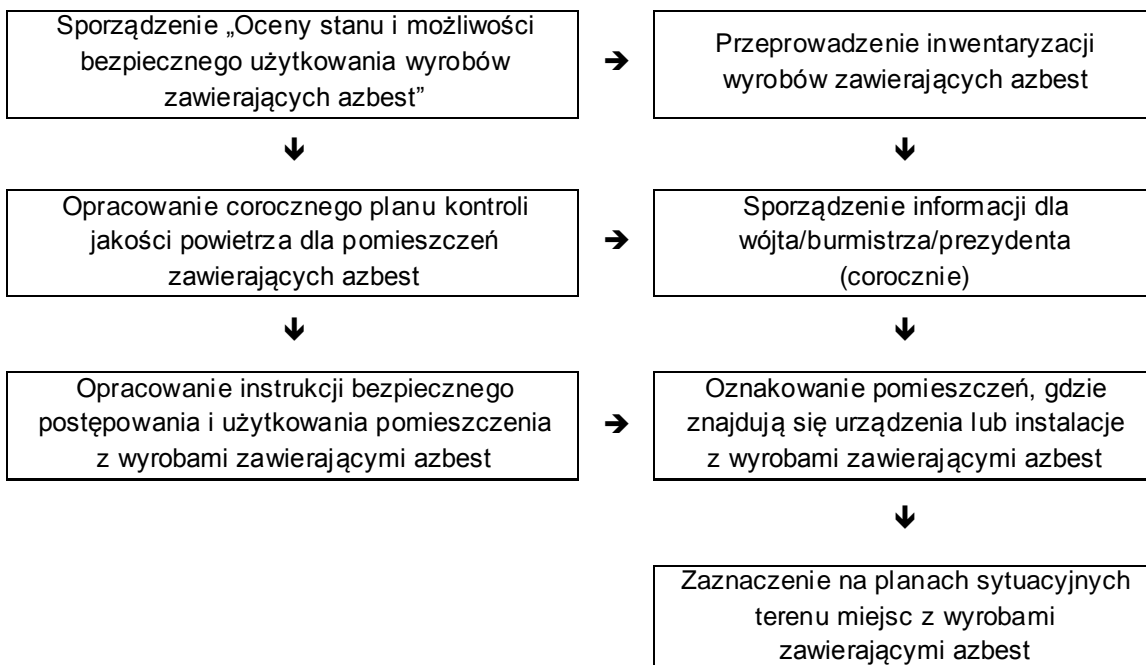 Sporządzenie „Oceny stanu i możliwości
bezpiecznego użytkowania wyrobów
zawierających azbest”
➔
Przeprowadzenie inwentaryzacji
wyrobów zawierających azbest
Opracowanie corocznego planu kontroli
jakości powietrza dla pomieszczeń
zawierających azbest
➔
Sporządzenie informacji dla
wójta/burmistrza/prezydenta
(corocznie)
Opracowanie instrukcji bezpiecznego
postępowania i użytkowania pomieszczenia
z wyrobami zawierającymi azbest
➔
Oznakowanie pomieszczeń, gdzie
znajdują się urządzenia lub instalacje
z wyrobami zawierającymi azbest
Zaznaczenie na planach sytuacyjnych
terenu miejsc z wyrobami
zawierającymi azbest